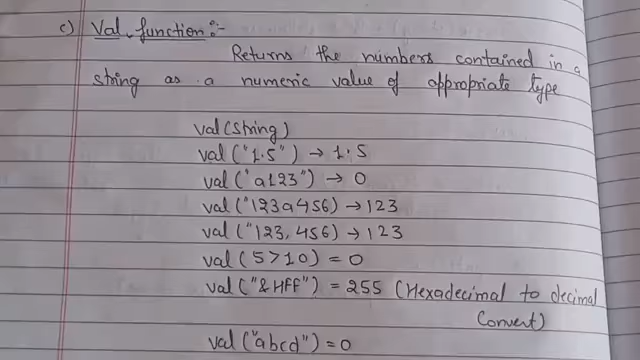 c) Val function:-
Returns the numbers contained in a
string as a numeric value of appropriate type
Val(String)
Val("1.5") → 1.5
val("a123") → 0
val("123a456) → 123
val("123,456) → 123
val(5>10) = 0
val("&HFF") = 255 (Hexadecimal to decimal
Convert)
val("abcd")=0